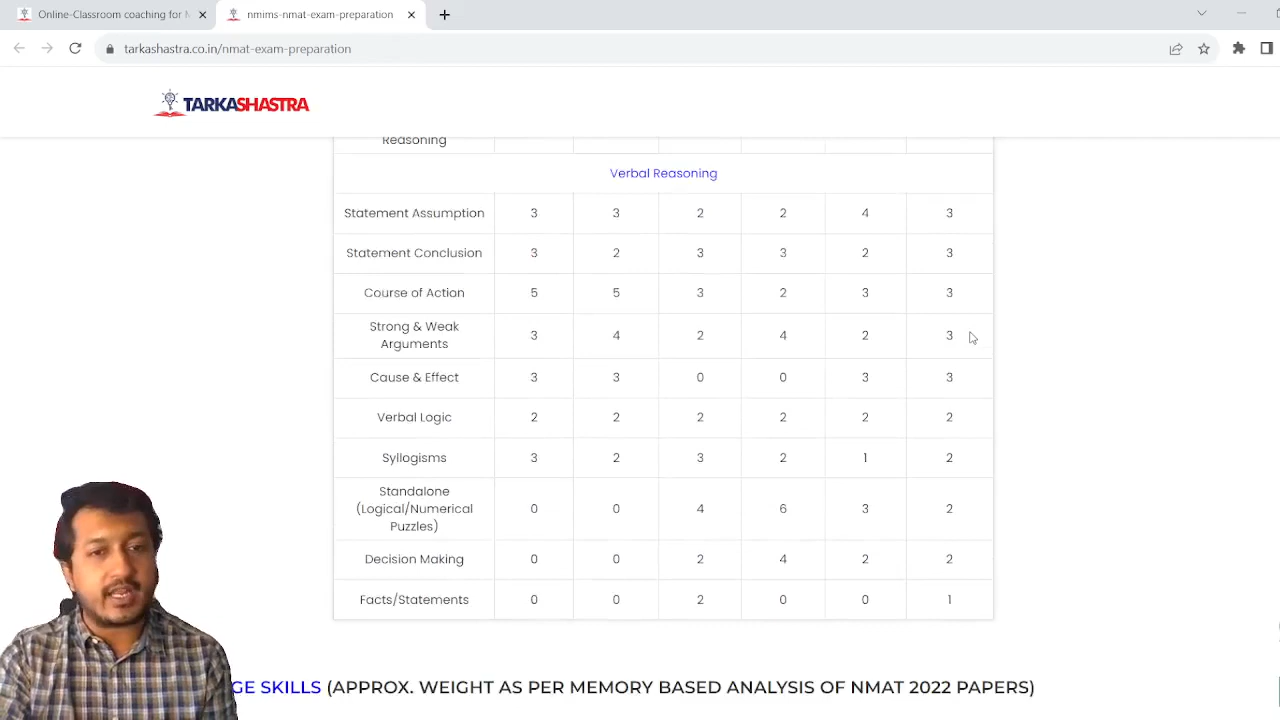 Online-Classroom coaching for N
nmims-nmat-exam-preparation
tarkashastra.co.in/nmat-exam-preparation
TARKASHASTRA
Reasoning
Verbal Reasoning
Statement Assumption 3 3 2 2 4 3
Statement Conclusion 3 2 3 3 2 3
Course of Action 5 5 3 2 3 3
Strong & Weak
Arguments 3 4 2 4 2 3
Cause & Effect 3 3 0 0 3 3
Verbal Logic 2 2 2 2 2 2
Syllogisms 3 2 3 2 1 2
Standalone
(Logical/Numerical 0 0 4 6 3 2
Puzzles)
Decision Making 0 0 2 4 2 2
Facts/Statements 0 0 2 0 0 1
GE SKILLS (APPROX. WEIGHT AS PER MEMORY BASED ANALYSIS OF NMAT 2022 PAPERS)